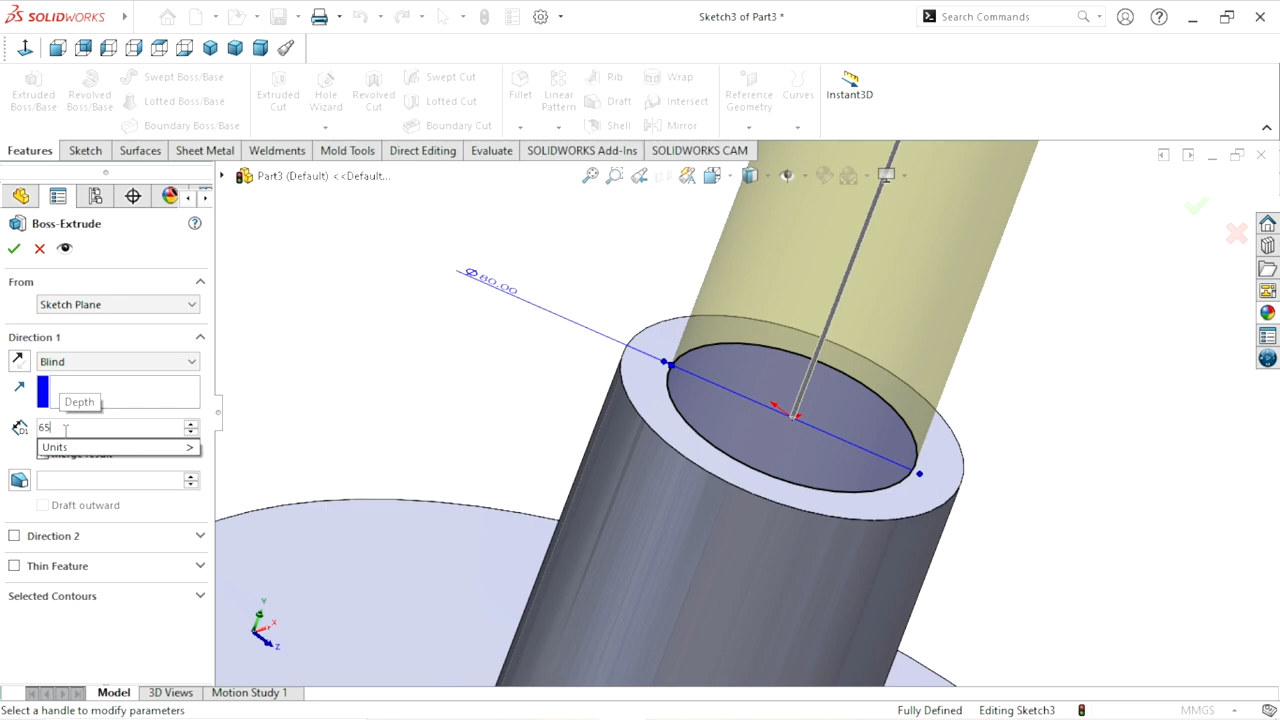 SOLIDWORKS
Sketch3 of Part3 *
Search Commands
Extruded Boss/Base
Revolved Boss/Base
Swept Boss/Base
Lofted Boss/Base
Boundary Boss/Base
Extruded Cut
Hole Wizard
Revolved Cut
Swept Cut
Lofted Cut
Boundary Cut
Fillet
Linear Pattern
Rib
Draft
Shell
Wrap
Intersect
Mirror
Reference Geometry
Curves
Instant3D
Features
Sketch
Surfaces
Sheet Metal
Weldments
Mold Tools
Direct Editing
Evaluate
SOLIDWORKS Add-Ins
SOLIDWORKS CAM
Part3 (Default) <<Default...
Boss-Extrude
From
Sketch Plane
Direction 1
Blind
Depth
65
Units >
Merge result
Draft outward
Direction 2
Thin Feature
Selected Contours
Φ80.00
Y
X
Z
Model
3D Views
Motion Study 1
Select a handle to modify parameters
Fully Defined
Editing Sketch3
MMGS